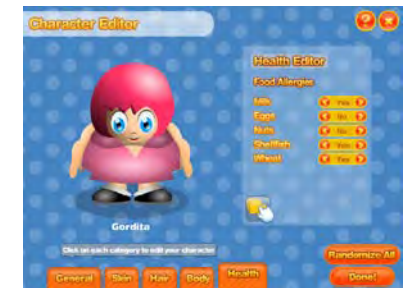 Character Editor
?
×
Health Editor
Food Allergies
Milk Yes
Eggs No
Nuts No
Shellfish
Wheat Yes
Gordita
Click on each category to edit your character
General
Skin
Hair
Body
Health
Randomize All
Done!